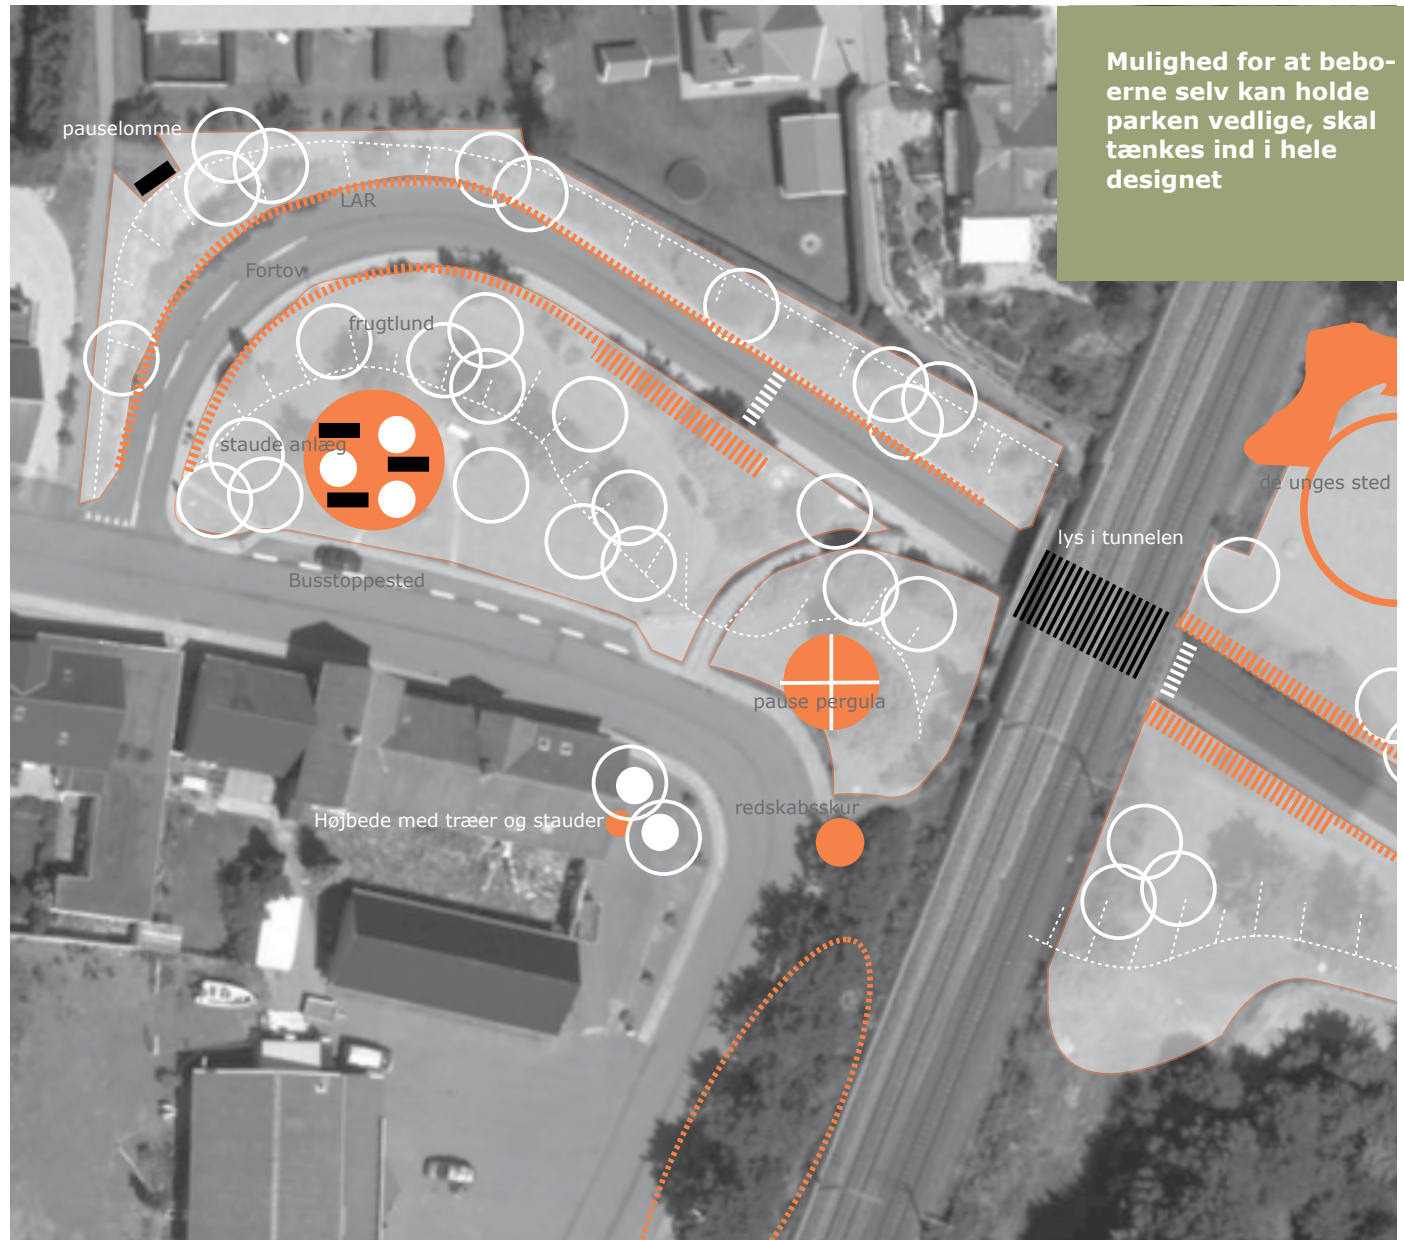 Mulighed for at bebo-
erne selv kan holde
parken vedlige, skal
tænkes ind i hele
designet
pauselomme
LAR
Fortov
frugtlund
staude anlæg
de unges sted
lys i tunnelen
Busstoppested
pause pergula
redskabsskur
Højbede med træer og stauder